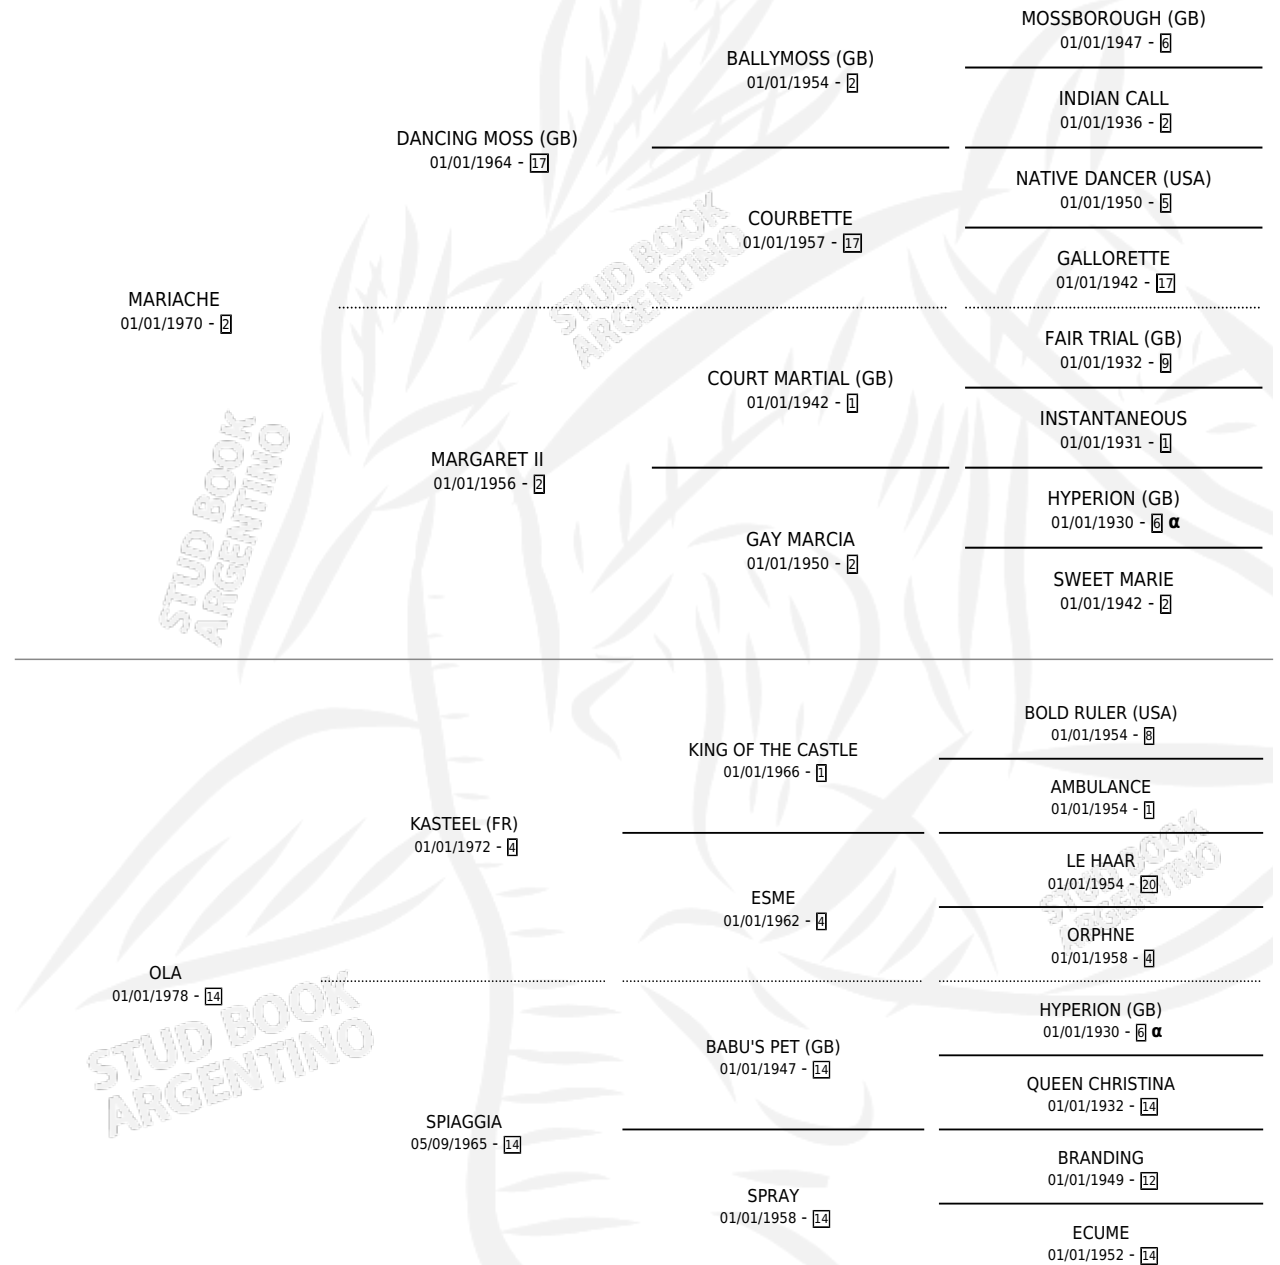 MOSSBOROUGH (GB)
01/01/1947 - 6
BALLYMOSS (GB)
01/01/1954 - 2
INDIAN CALL
01/01/1936 - 2
DANCING MOSS (GB)
01/01/1964 - 17
NATIVE DANCER (USA)
01/01/1950 - 5
COURBETTE
01/01/1957 - 17
GALLORETTE
01/01/1942 - 17
STUD BOOK
ARGENTINO
MARIACHE
01/01/1970 - 2
FAIR TRIAL (GB)
01/01/1932 - 9
COURT MARTIAL (GB)
01/01/1942 - 1
INSTANTANEOUS
01/01/1931 - 1
MARGARET II
01/01/1956 - 2
HYPERION (GB)
01/01/1930 - 6 α
GAY MARCIA
01/01/1950 - 2
SWEET MARIE
01/01/1942 - 2
STUD BOOK
ARGENTINO
BOLD RULER (USA)
01/01/1954 - 8
KING OF THE CASTLE
01/01/1966 - 1
AMBULANCE
01/01/1954 - 1
KASTEEL (FR)
01/01/1972 - 4
LE HAAR
01/01/1954 - 20
ESME
01/01/1962 - 4
ORPHNE
01/01/1958 - 4
STUD BOOK
ARGENTINO
OLA
01/01/1978 - 14
HYPERION (GB)
01/01/1930 - 6 α
BABU'S PET (GB)
01/01/1947 - 14
QUEEN CHRISTINA
01/01/1932 - 14
STUD BOOK
ARGENTINO
SPIAGGIA
05/09/1965 - 14
BRANDING
01/01/1949 - 12
SPRAY
01/01/1958 - 14
ECUME
01/01/1952 - 14